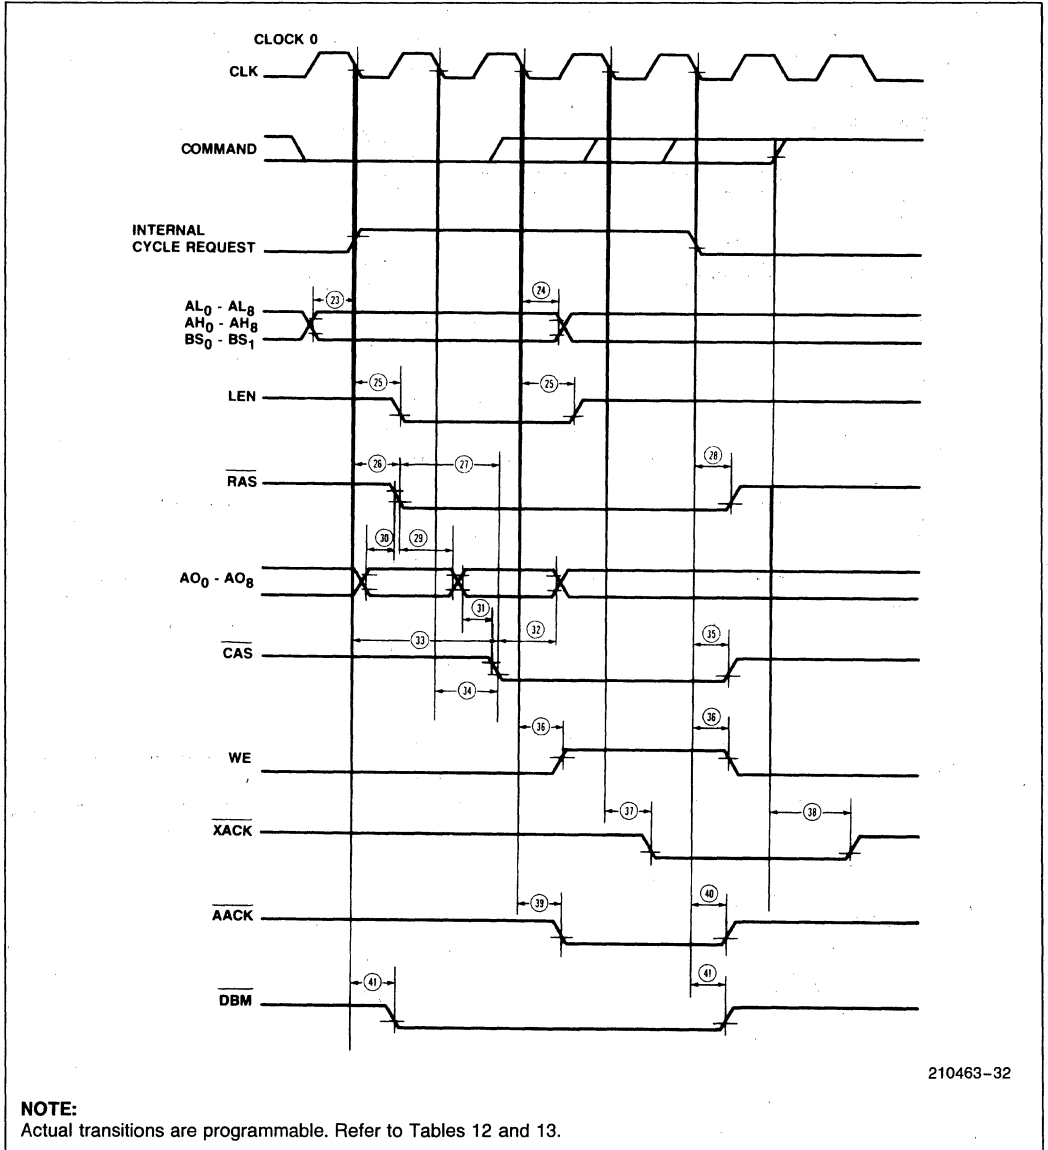 CLOCK 0
CLK
COMMAND
INTERNAL
CYCLE REQUEST
23
24
AL0 - AL8
AH0 - AH8
BS0 - BS1
25
25
LEN
26
27
28
RAS
30
29
AO0 - AO8
31
32
33
35
CAS
34
36
36
WE
37
38
XACK
39
40
AACK
41
41
DBM
210463-32
NOTE:
Actual transitions are programmable. Refer to Tables 12 and 13.